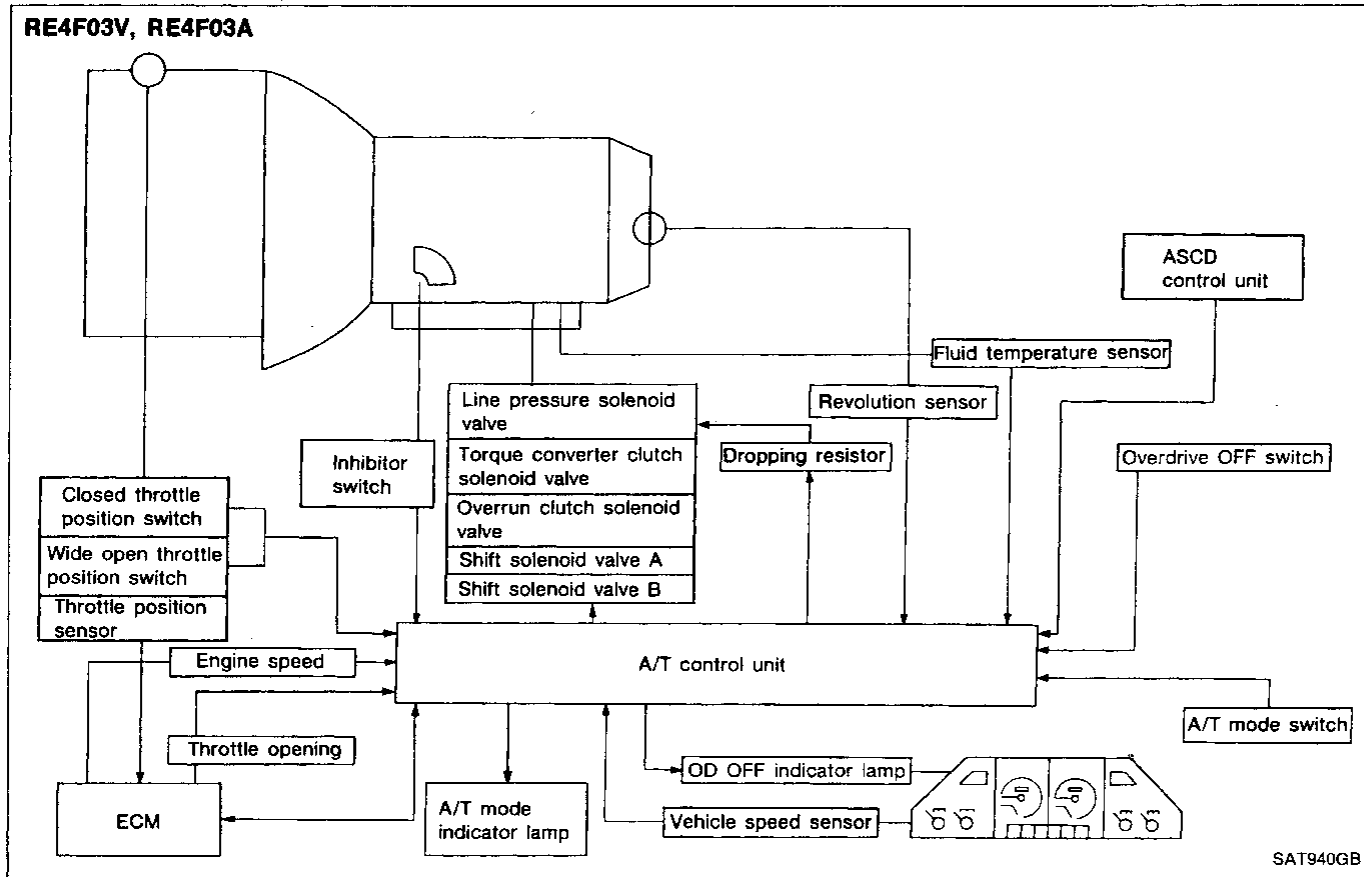 RE4F03V, RE4F03A
ASCD
control unit
Fluid temperature sensor
Line pressure solenoid
valve
Revolution sensor
Inhibitor
switch
Torque converter clutch
solenoid valve
Dropping resistor
Overdrive OFF switch
Closed throttle
position switch
Overrun clutch solenoid
valve
Wide open throttle
position switch
Shift solenoid valve A
Shift solenoid valve B
Throttle position
sensor
Engine speed
A/T control unit
A/T mode switch
Throttle opening
OD OFF indicator lamp
ECM
A/T mode
indicator lamp
Vehicle speed sensor
SAT940GB